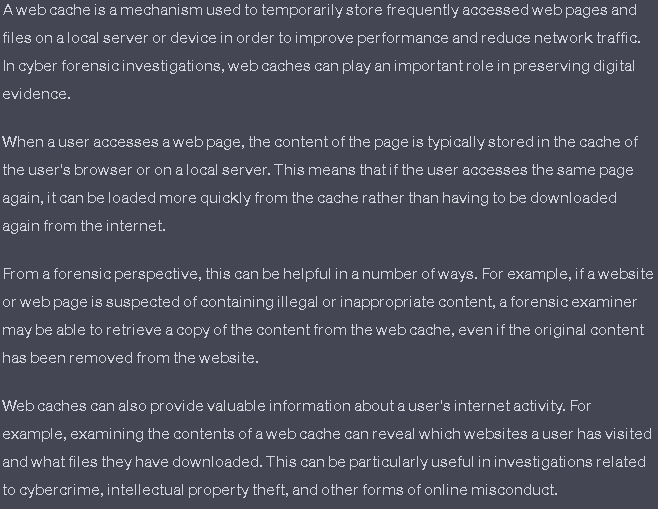 A web cache is a mechanism used to temporarily store frequently accessed web pages and
files on a local server or device in order to improve performance and reduce network traffic.
In cyber forensic investigations, web caches can play an important role in preserving digital
evidence.
When a user accesses a web page, the content of the page is typically stored in the cache of
the user's browser or on a local server. This means that if the user accesses the same page
again, it can be loaded more quickly from the cache rather than having to be downloaded
again from the internet.
From a forensic perspective, this can be helpful in a number of ways. For example, if a website
or web page is suspected of containing illegal or inappropriate content, a forensic examiner
may be able to retrieve a copy of the content from the web cache, even if the original content
has been removed from the website.
Web caches can also provide valuable information about a user's internet activity. For
example, examining the contents of a web cache can reveal which websites a user has visited
and what files they have downloaded. This can be particularly useful in investigations related
to cybercrime, intellectual property theft, and other forms of online misconduct.